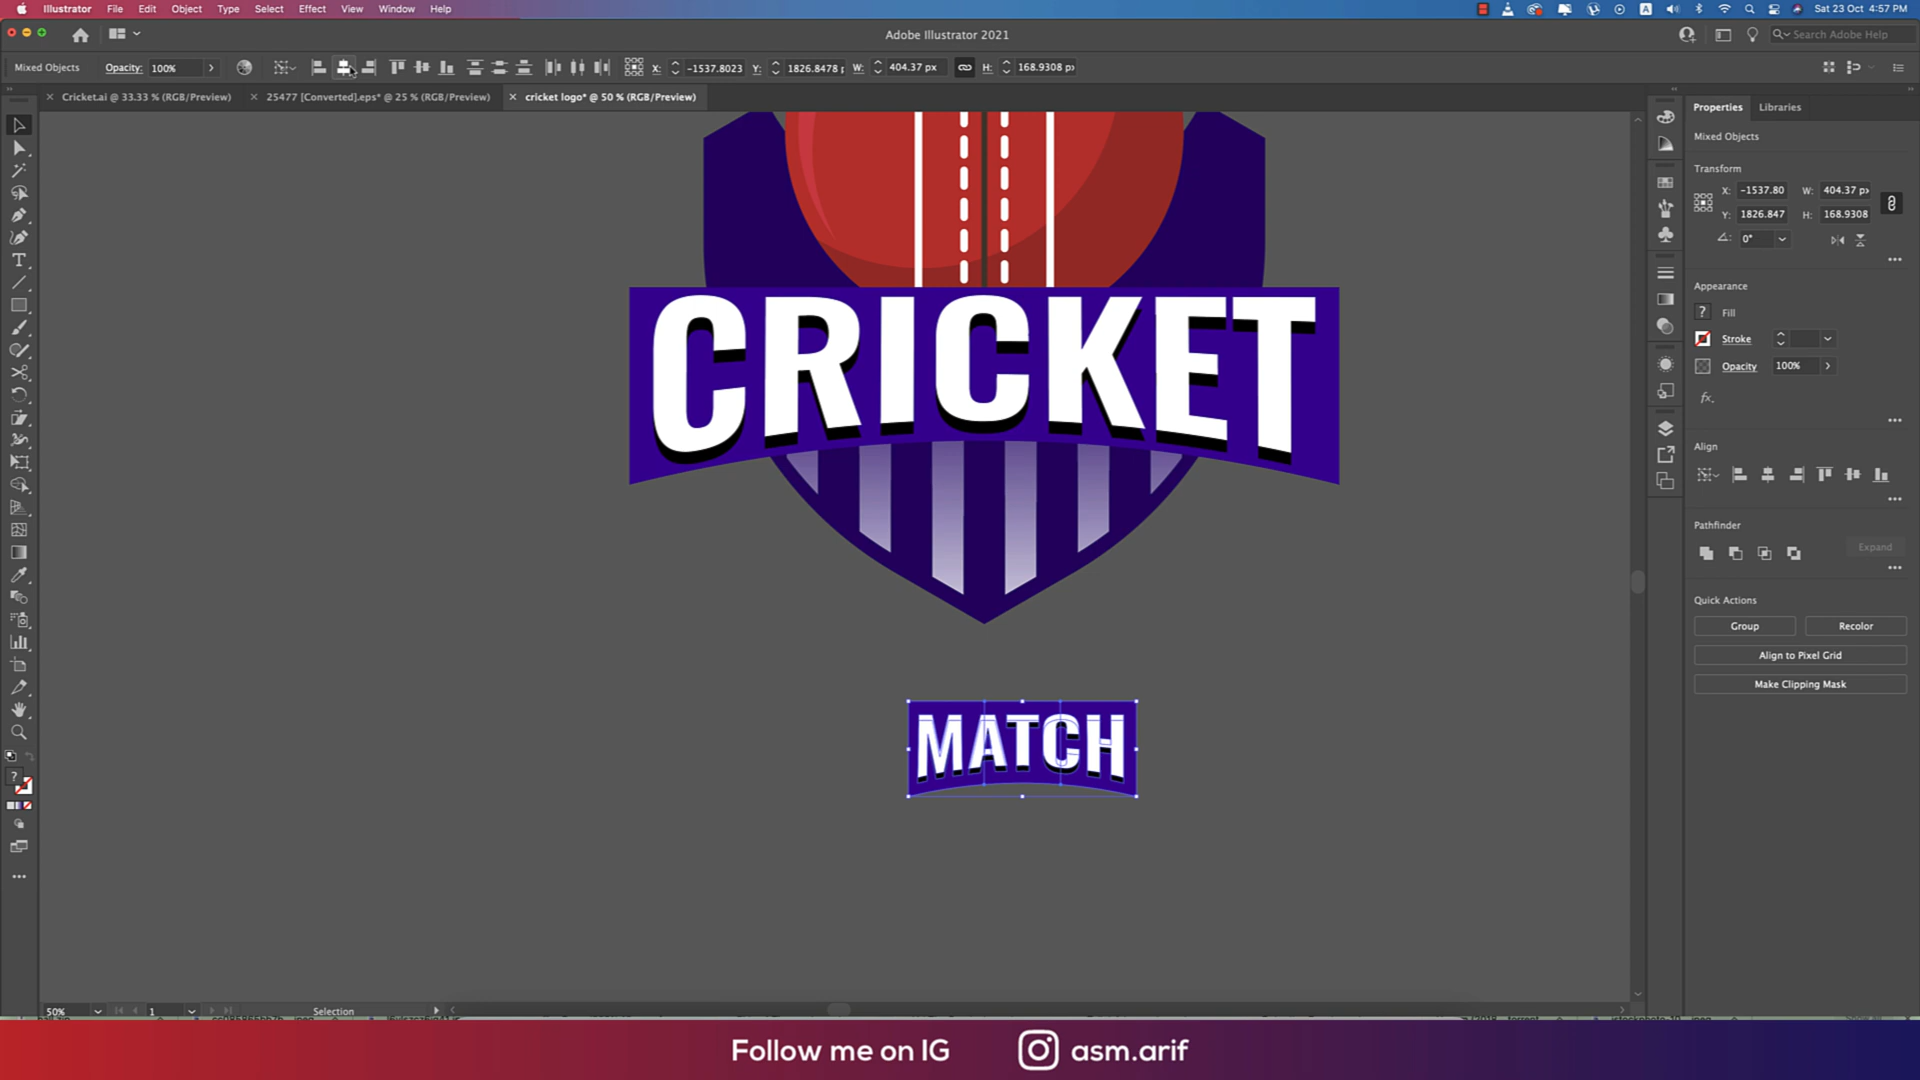 Illustrator File Edit Object Type Select Effect View Window Help
Sat 23 Oct 4:57 PM
Adobe Illustrator 2021
Search Adobe Help
Mixed Objects Opacity: 100% X: -1537.8023 Y: 1826.8478 W: 404.37 px H: 168.9308 px
Cricket.ai @ 33.33 % (RGB/Preview) 25477 [Converted].eps* @ 25 % (RGB/Preview) cricket logo* @ 50 % (RGB/Preview)
Properties Libraries
Mixed Objects
Transform
X: -1537.80 W: 404.37 px
Y: 1826.847 H: 168.9308
0°
Appearance
? Fill
Stroke
Opacity 100%
fx.
Align
Pathfinder
Expand
Quick Actions
Group Recolor
Align to Pixel Grid
Make Clipping Mask
CRICKET
MATCH
50% 1 Selection
Follow me on IG asm.arif